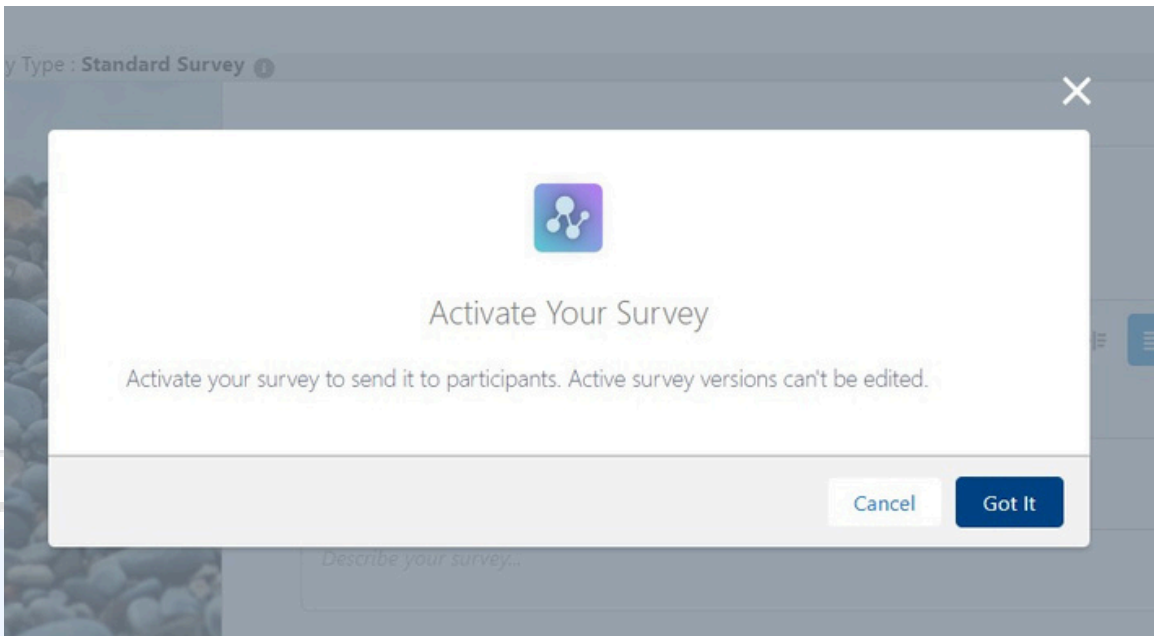 y Type : Standard Survey
Activate Your Survey
Activate your survey to send it to participants. Active survey versions can't be edited.
Cancel
Got It
Describe your survey...